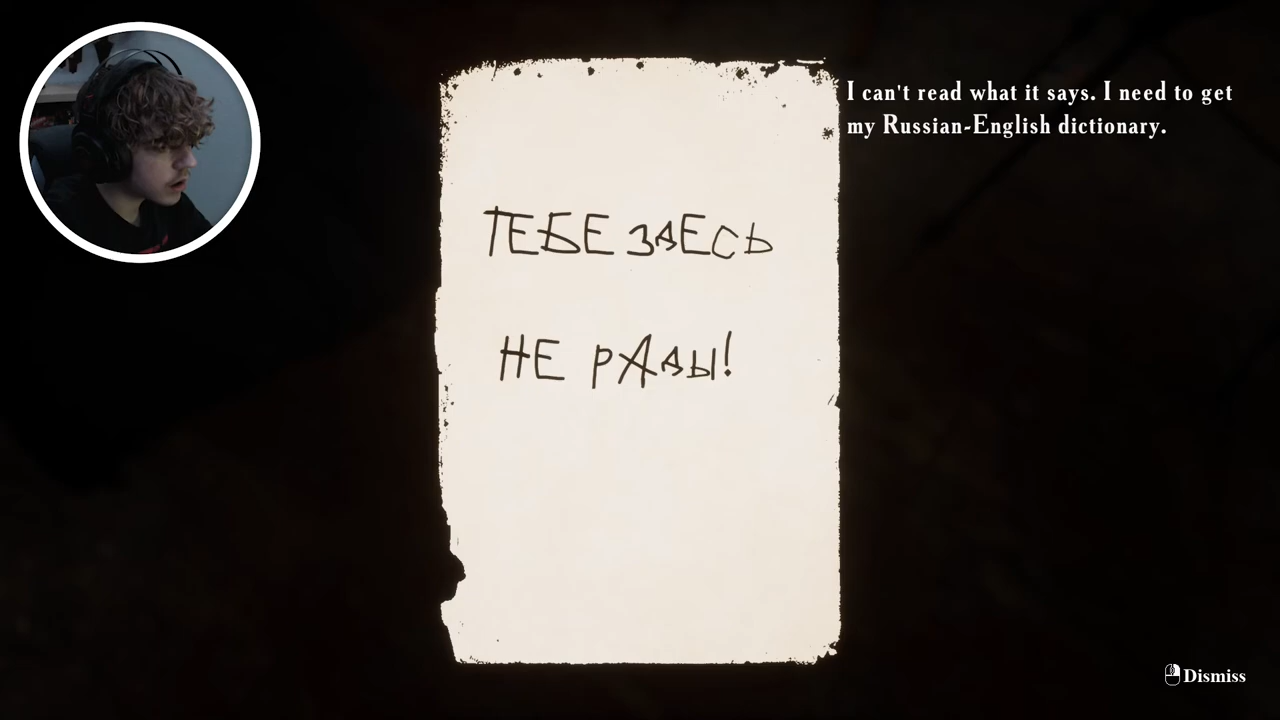 I can't read what it says. I need to get
my Russian-English dictionary.
ТЕБЕ ЗДЕСЬ
НЕ РАДЫ!
Dismiss